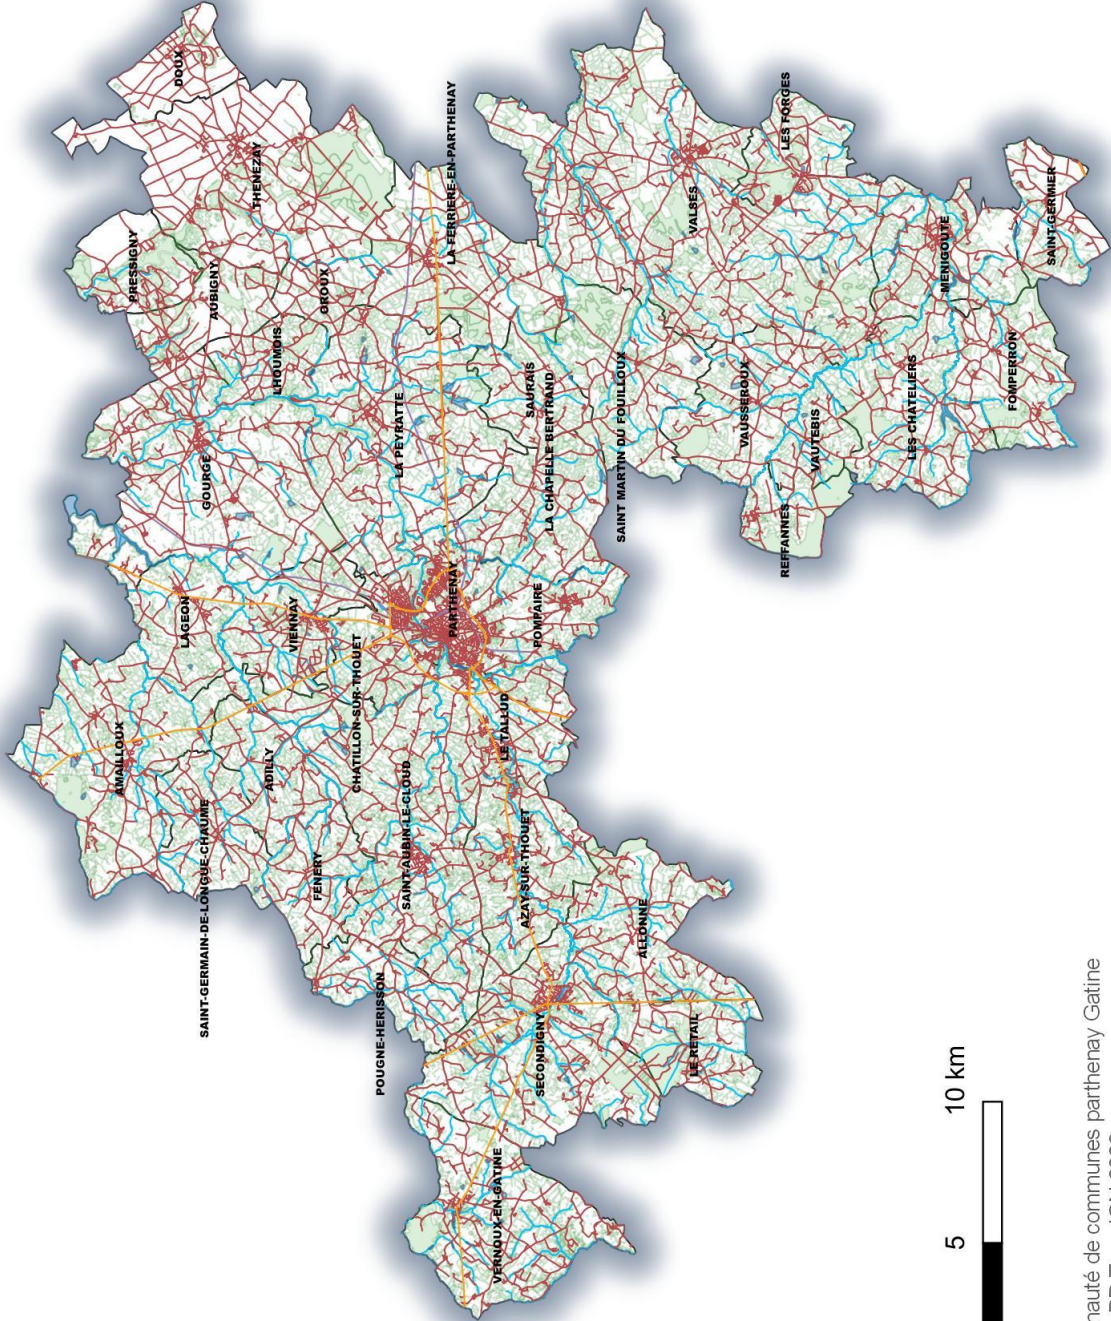 AMAILLOUX
PRESSIGNY
DOUX
LAGEON
SAINT-GERMAIN-DE-LONGUE-CHAUME
GOURGÉ
AUBIGNY
THENEZAY
ADILLY
LHOUMOIS
VIENNAY
FENERY
OROUX
CHATILLON-SUR-THOUET
POUGNE-HERISSON
LA PEYRATTE
SAINT-AUBIN-LE-CLOUD
LA FERRIERE-EN-PARTHENAY
PARTHENAY
VERNOUX-EN-GATINE
LE TALLUD
AZAY-SUR-THOUET
SAURAIS
POMPAIRE
SECONDIGNY
LA CHAPELLE BERTRAND
SAINT MARTIN DU FOUILLOUX
ALLONNE
LE RETAIL
VALSES
VAUSSEROUX
REFFANNES
LES FORGES
VAUTEBIS
LES CHATELIERS
MENIGOUTE
5 10 km
FOMPERRON
SAINT-GERMIER
nauté de communes parthenay Gatine